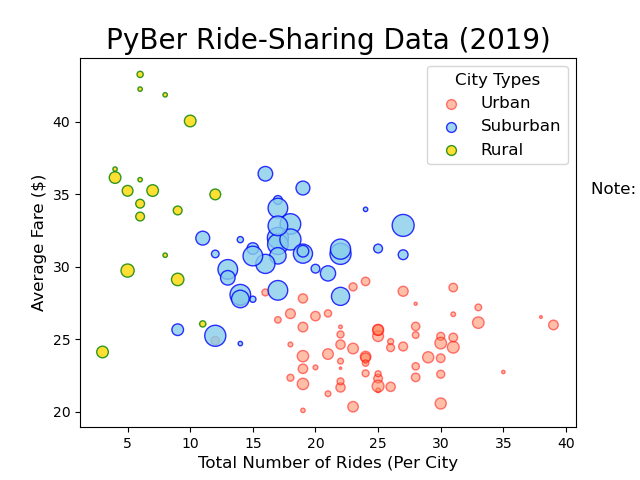 PyBer Ride-Sharing Data (2019)
City Types
Urban
Suburban
Rural
Note:
Average Fare ($)
40
35
30
25
20
5 10 15 20 25 30 35 40
Total Number of Rides (Per City